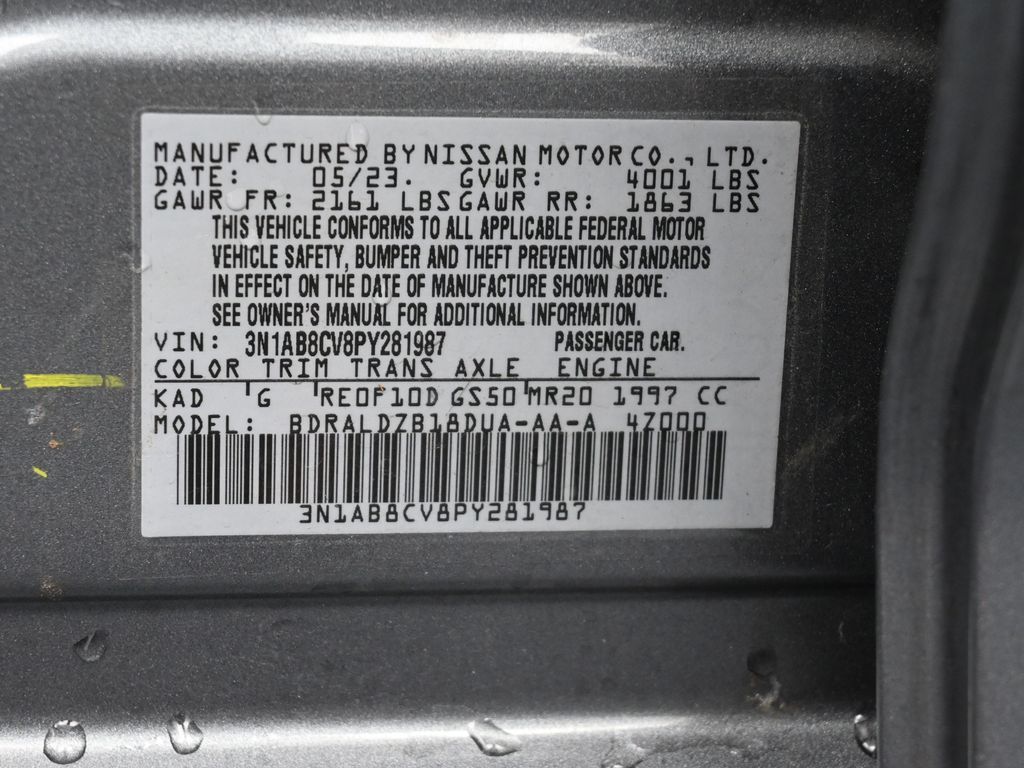 MANUFACTURED BY NISSAN MOTOR CO., LTD.
DATE: 05/23. GVWR: 4001 LBS
GAWR FR: 2161 LBS GAWR RR: 1863 LBS
THIS VEHICLE CONFORMS TO ALL APPLICABLE FEDERAL MOTOR
VEHICLE SAFETY, BUMPER AND THEFT PREVENTION STANDARDS
IN EFFECT ON THE DATE OF MANUFACTURE SHOWN ABOVE.
SEE OWNER'S MANUAL FOR ADDITIONAL INFORMATION.
VIN: 3N1AB8CV8PY281987 PASSENGER CAR.
COLOR TRIM TRANS AXLE ENGINE
KAD G RE0F10D GS50 MR20 1997 CC
MODEL: BDRALDZB18DUA-AA-A 4Z000
3N1AB8CV8PY281987